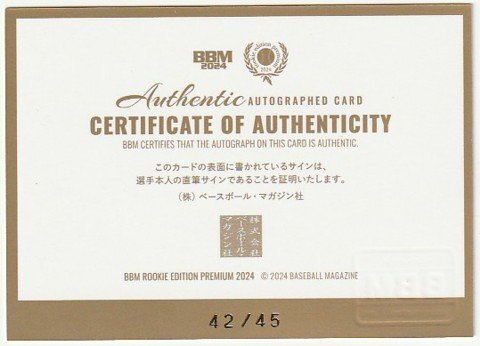 BBM
2024
rookie edition premium
2024
Authentic AUTOGRAPHED CARD
CERTIFICATE OF AUTHENTICITY
BBM CERTIFIES THAT THE AUTOGRAPH ON THIS CARD IS AUTHENTIC.
このカードの表面に書かれているサインは、
選手本人の直筆サインであることを証明いたします。
(株) ベースボール・マガジン社
株式会社
ベースボール・
マガジン社
BBM ROOKIE EDITION PREMIUM 2024 © 2024 BASEBALL MAGAZINE
BBM
42/45